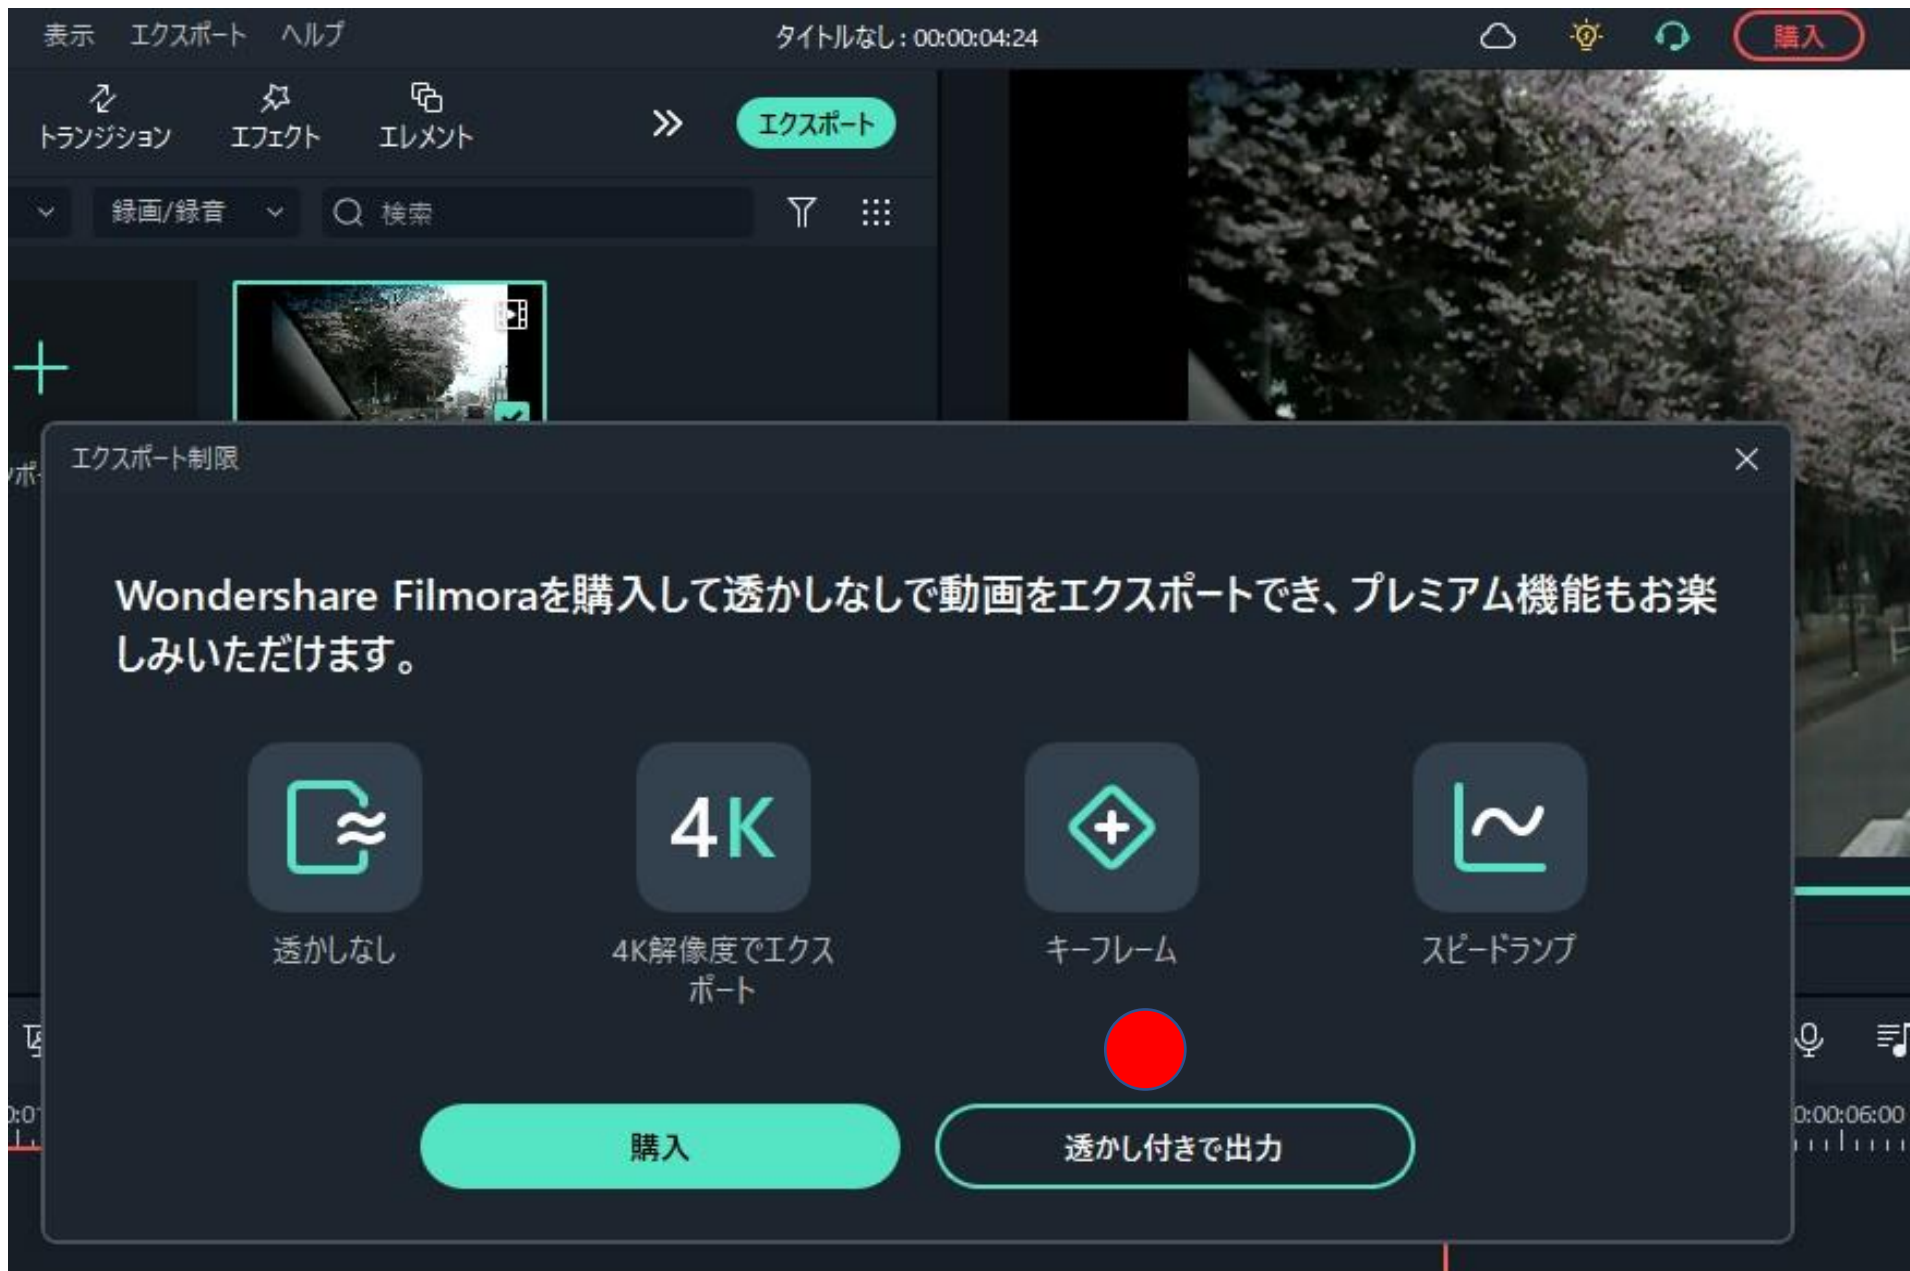 表示 エクスポート ヘルプ
タイトルなし : 00:00:04:24
購入
トランジション エフェクト エレメント
エクスポート
録画/録音
検索
エクスポート制限
Wondershare Filmoraを購入して透かしなしで動画をエクスポートでき、プレミアム機能もお楽
しみいただけます。
4K
透かしなし
4K解像度でエクス
ポート
キーフレーム
スピードランプ
購入
透かし付きで出力
0:00:06:00